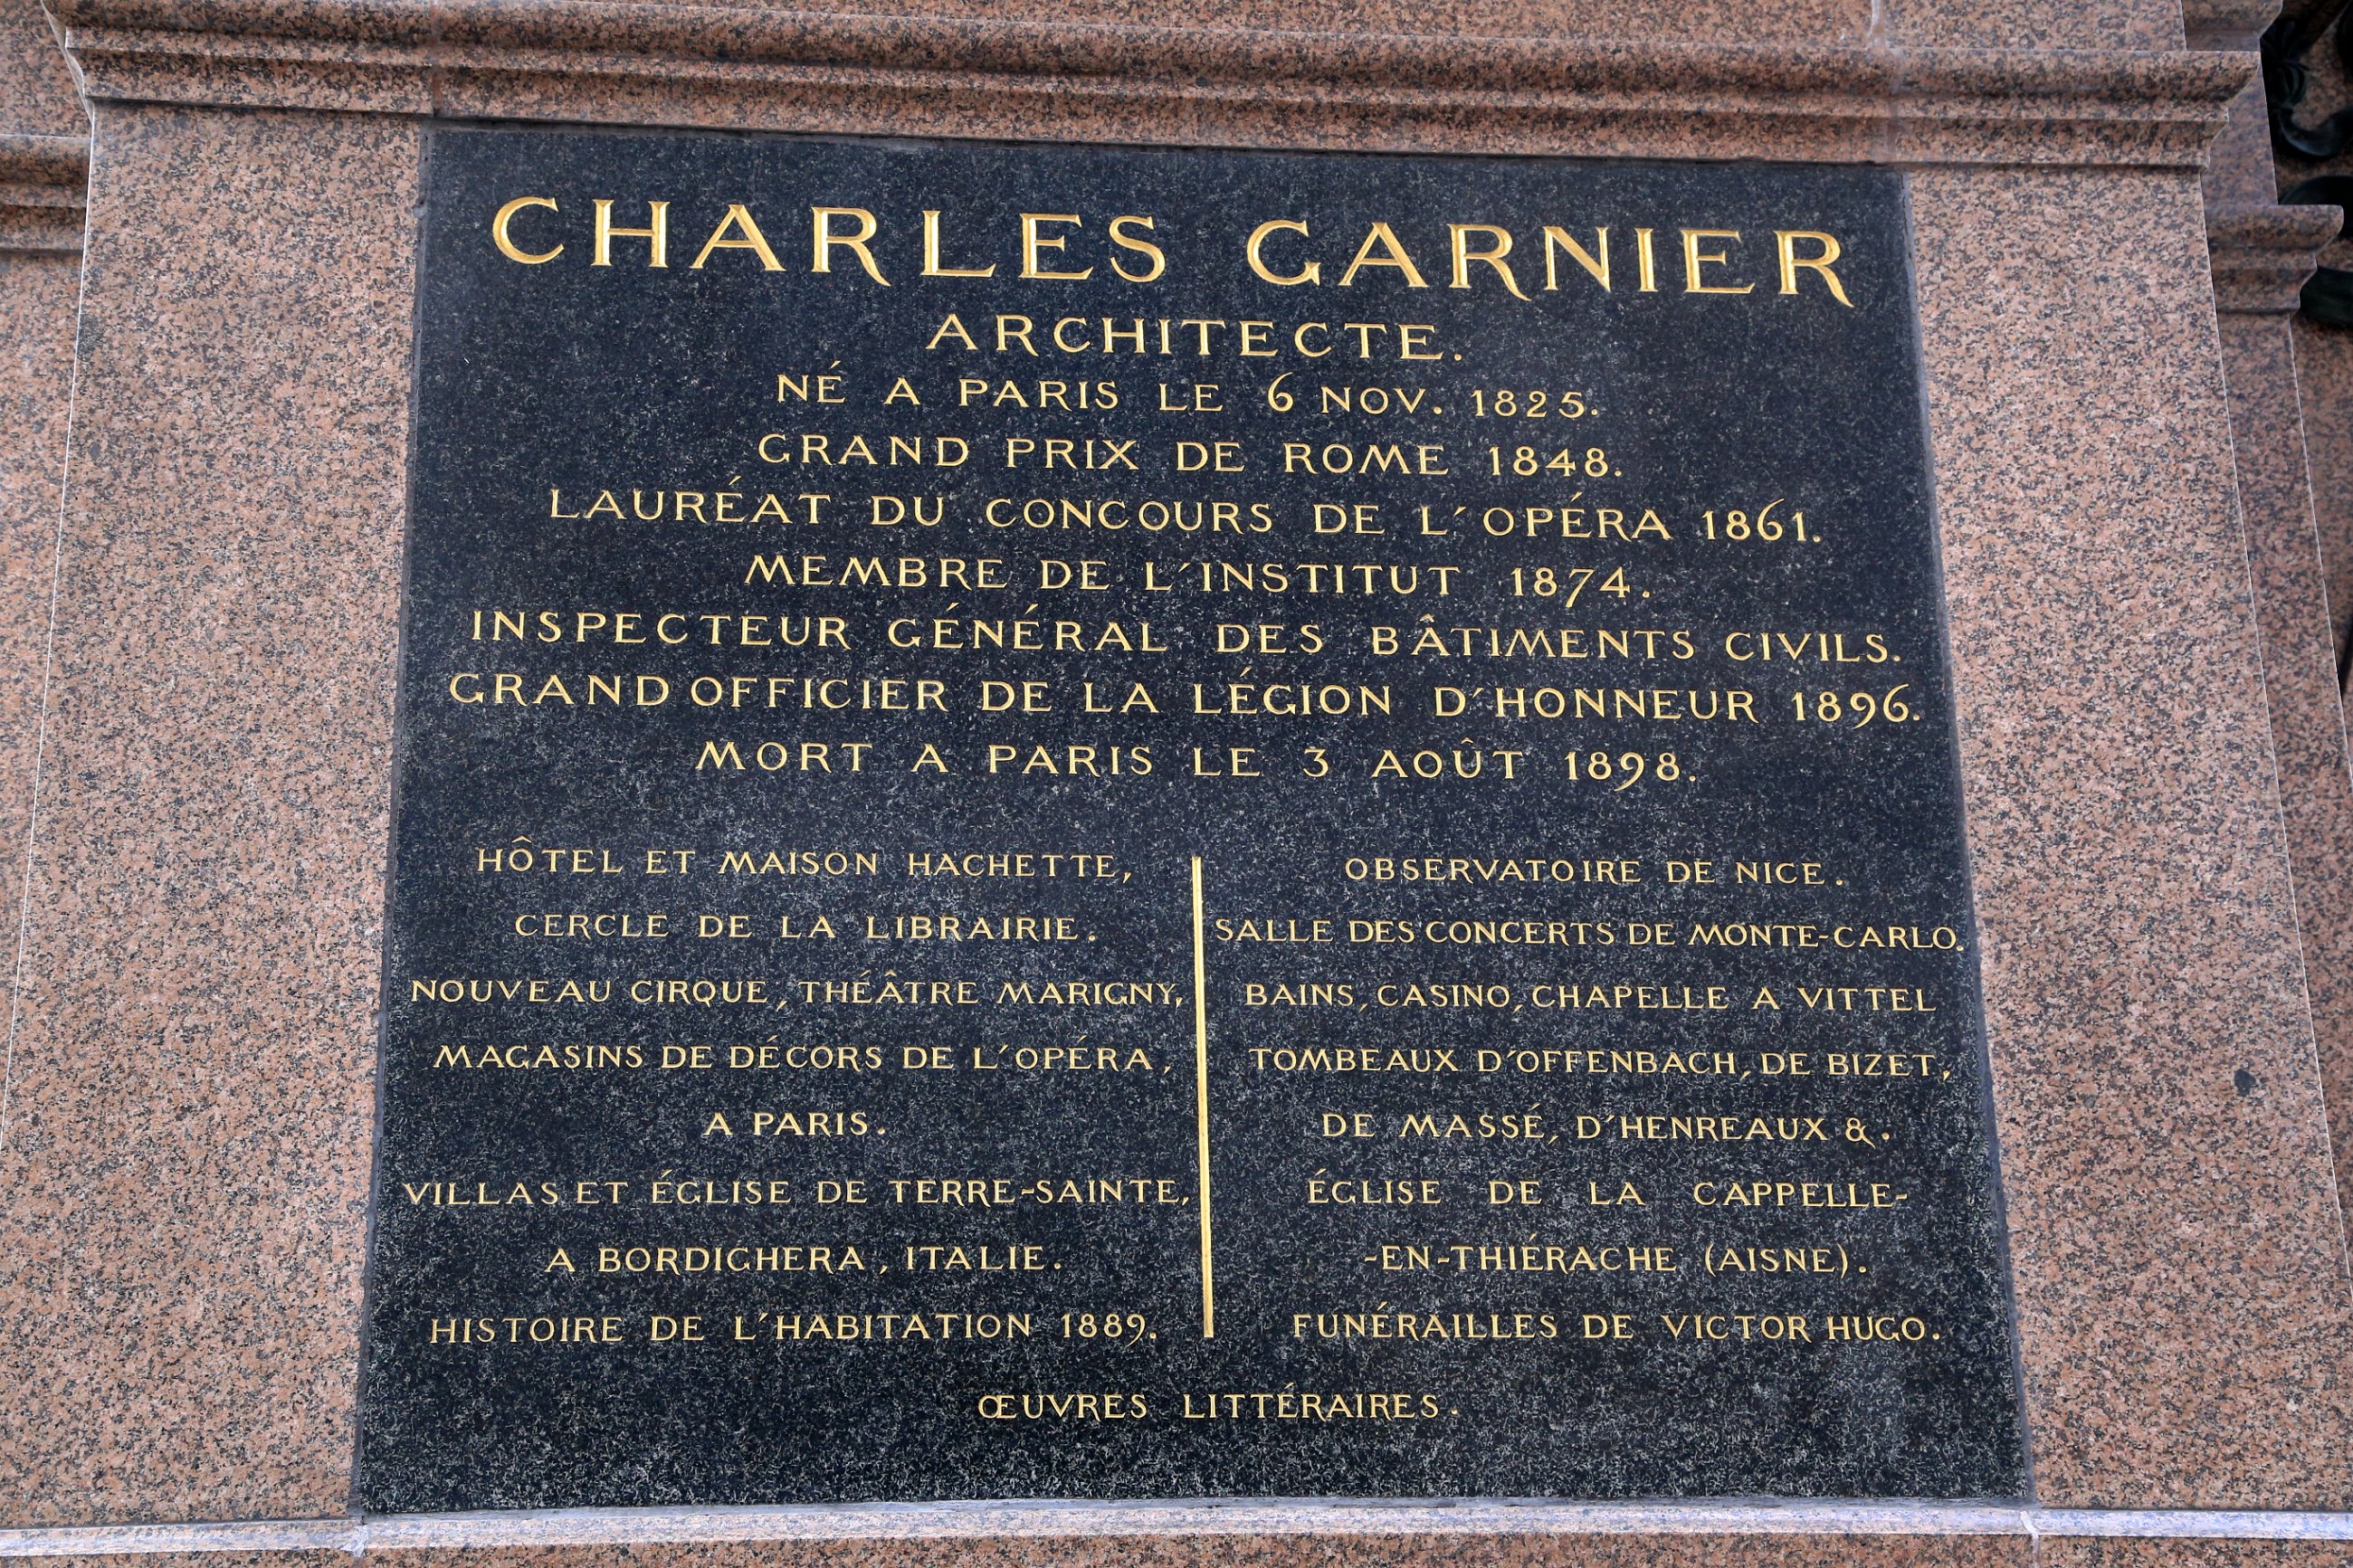 CHARLES GARNIER
ARCHITECTE.
NÉ A PARIS LE 6 NOV. 1825.
GRAND PRIX DE ROME 1848.
LAURÉAT DU CONCOURS DE L'OPÉRA 1861.
MEMBRE DE L'INSTITUT 1874.
INSPECTEUR GÉNÉRAL DES BÂTIMENTS CIVILS.
GRAND OFFICIER DE LA LÉGION D'HONNEUR 1896.
MORT A PARIS LE 3 AOÛT 1898.
HÔTEL ET MAISON HACHETTE,
CERCLE DE LA LIBRAIRIE.
NOUVEAU CIRQUE, THÉÂTRE MARIGNY,
MAGASINS DE DÉCORS DE L'OPÉRA,
A PARIS.
VILLAS ET ÉGLISE DE TERRE-SAINTE,
A BORDIGHERA, ITALIE.
HISTOIRE DE L'HABITATION 1889.
OBSERVATOIRE DE NICE.
SALLE DES CONCERTS DE MONTE-CARLO.
BAINS, CASINO, CHAPELLE A VITTEL
TOMBEAUX D'OFFENBACH, DE BIZET,
DE MASSÉ, D'HENREAUX &.
ÉGLISE DE LA CAPPELLE-
-EN-THIÉRACHE (AISNE).
FUNÉRAILLES DE VICTOR HUGO.
ŒUVRES LITTÉRAIRES.